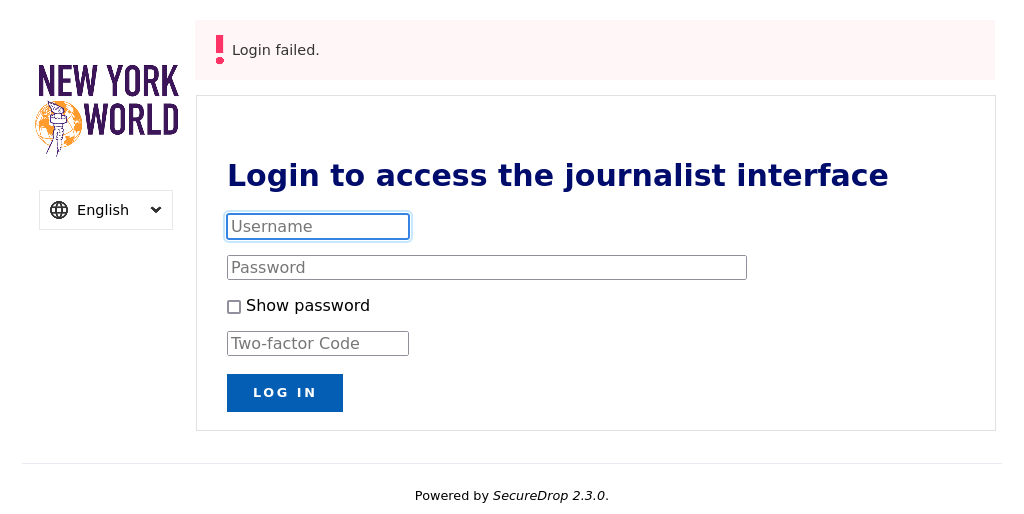 Login failed.
NEW YORK
WORLD
English
Login to access the journalist interface
Username
Password
Show password
Two-factor Code
LOG IN
Powered by SecureDrop 2.3.0.